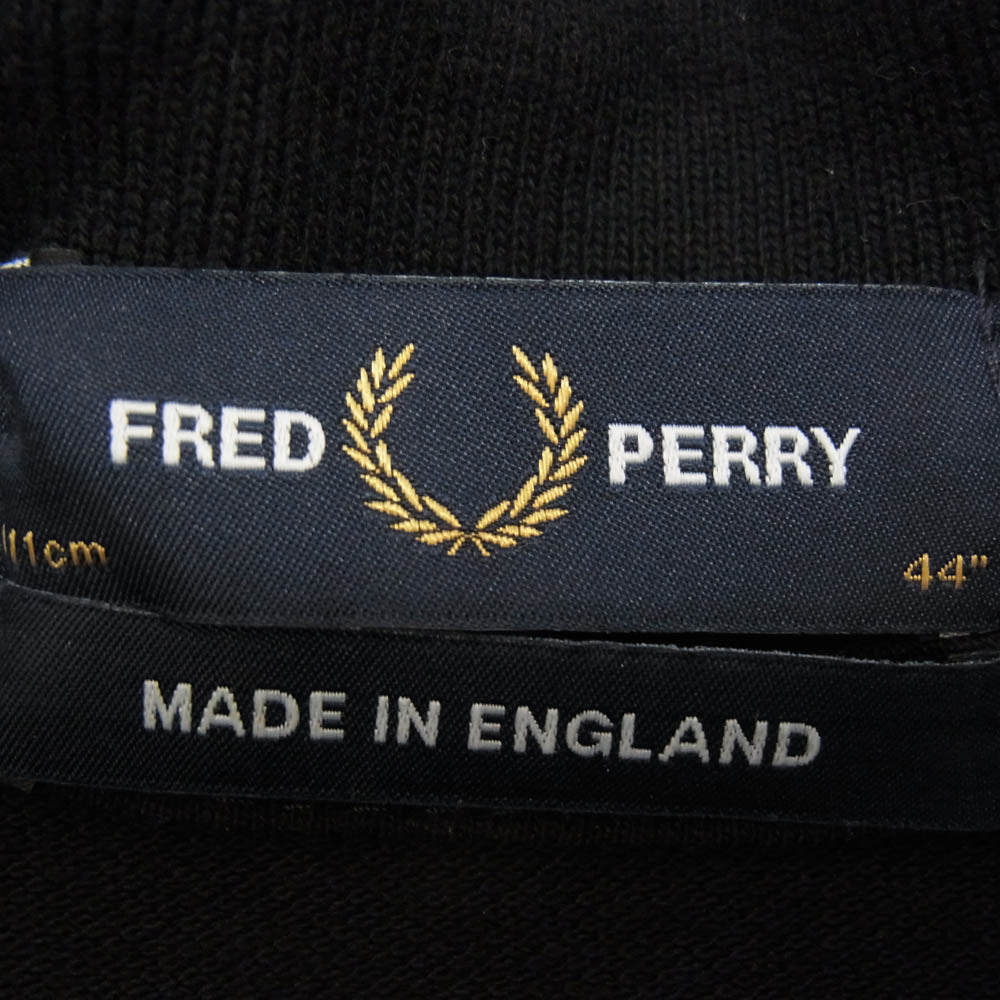 FRED PERRY
11cm 44"
MADE IN ENGLAND